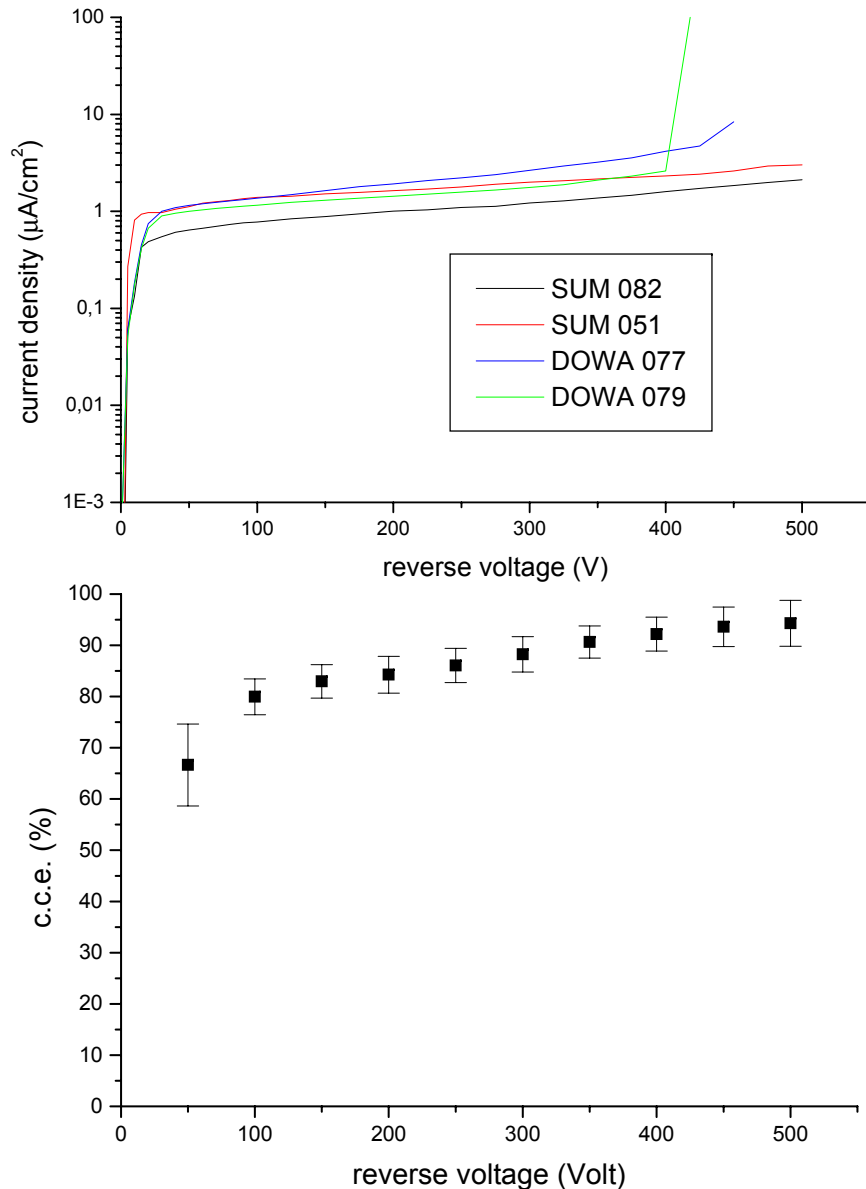 100
10
1
0,1
0,01
1E-3
current density (µA/cm²)
SUM 082
SUM 051
DOWA 077
DOWA 079
0 100 200 300 400 500
reverse voltage (V)
100
90
80
70
60
50
40
30
20
10
0
c.c.e. (%)
0 100 200 300 400 500
reverse voltage (Volt)